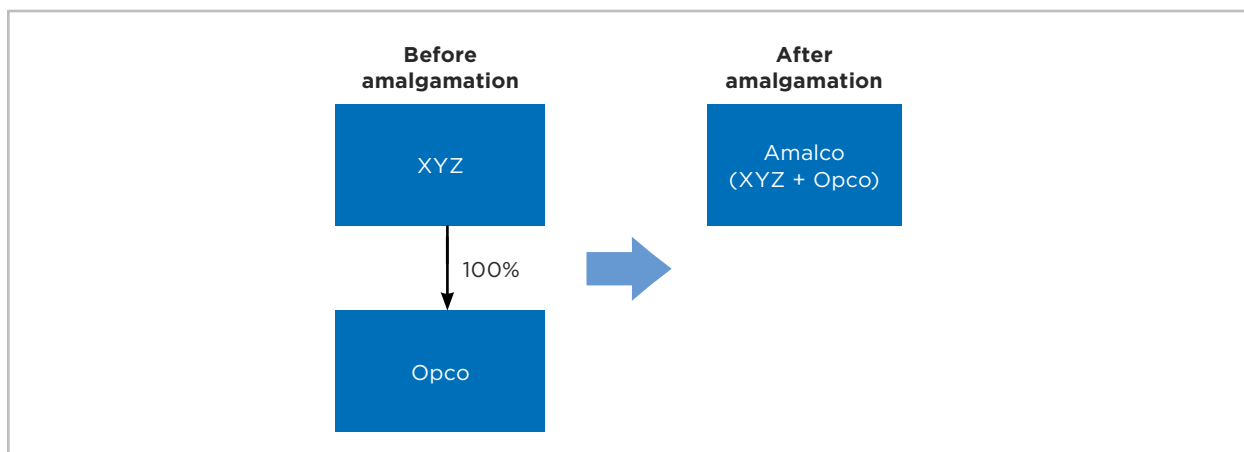 Before
amalgamation
XYZ
100%
Opco
After
amalgamation
Amalco
(XYZ + Opco)